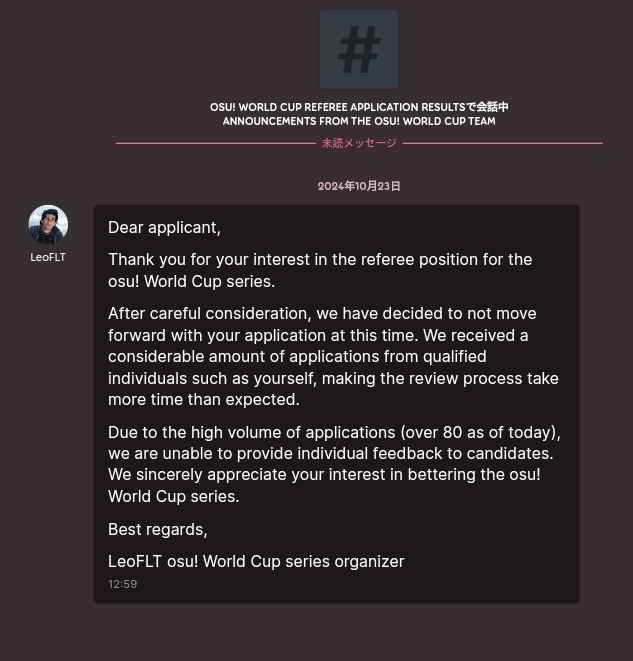 #
OSU! WORLD CUP REFEREE APPLICATION RESULTSで会話中
ANNOUNCEMENTS FROM THE OSU! WORLD CUP TEAM
未読メッセージ
2024年10月23日
LeoFLT
Dear applicant,
Thank you for your interest in the referee position for the
osu! World Cup series.
After careful consideration, we have decided to not move
forward with your application at this time. We received a
considerable amount of applications from qualified
individuals such as yourself, making the review process take
more time than expected.
Due to the high volume of applications (over 80 as of today),
we are unable to provide individual feedback to candidates.
We sincerely appreciate your interest in bettering the osu!
World Cup series.
Best regards,
LeoFLT osu! World Cup series organizer
12:59